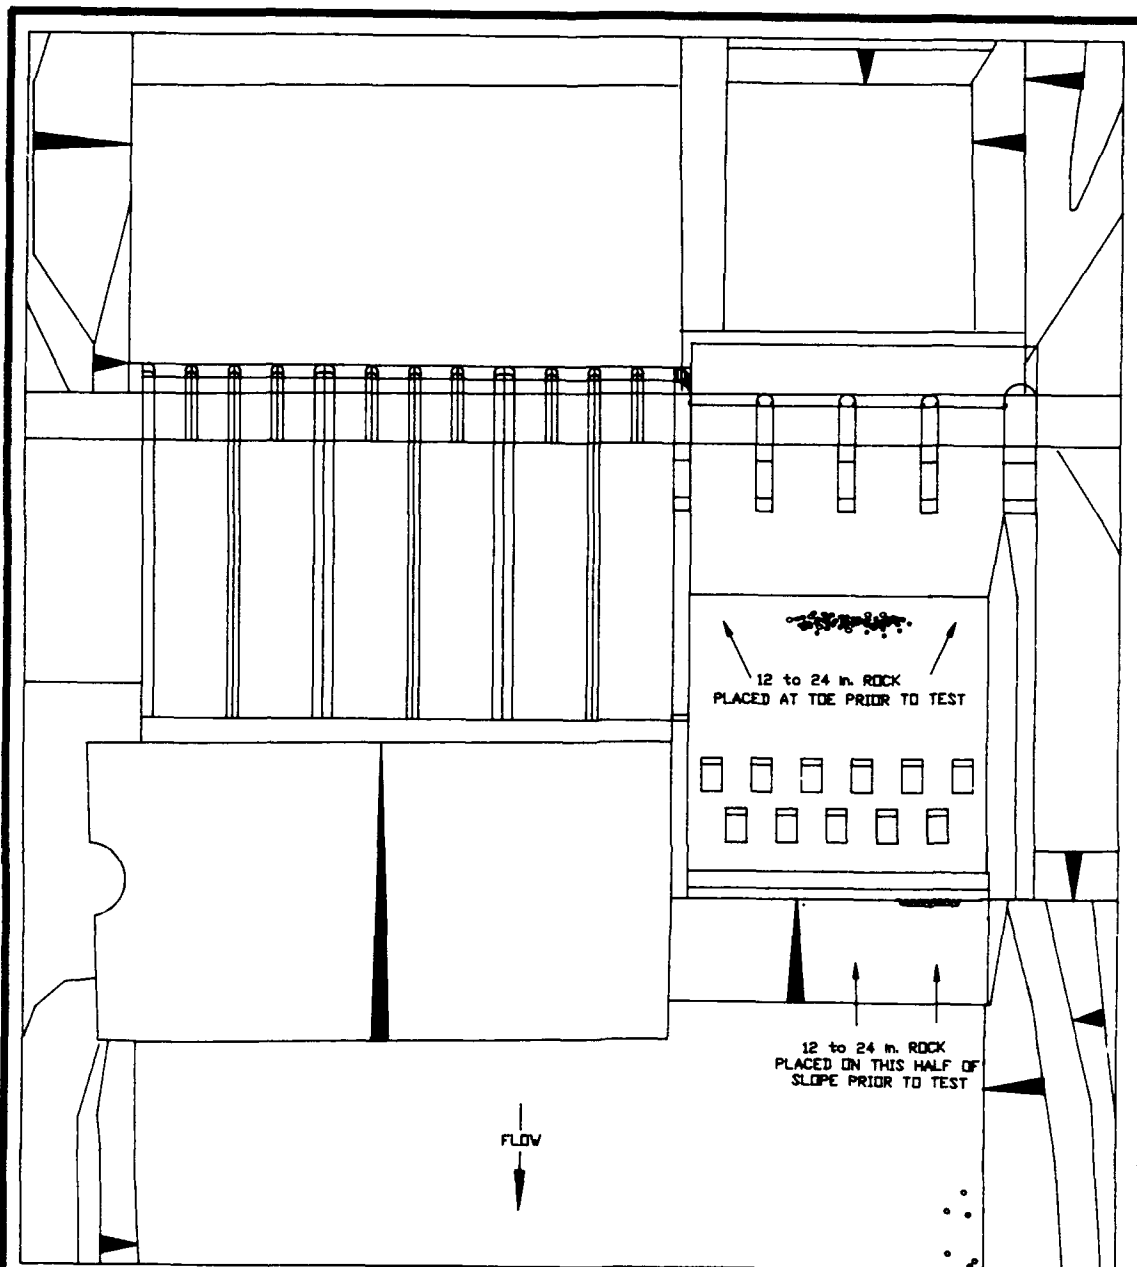 12 to 24 in. ROCK
PLACED AT TOE PRIOR TO TEST
12 to 24 in. ROCK
PLACED ON THIS HALF OF
SLOPE PRIOR TO TEST
FLOW